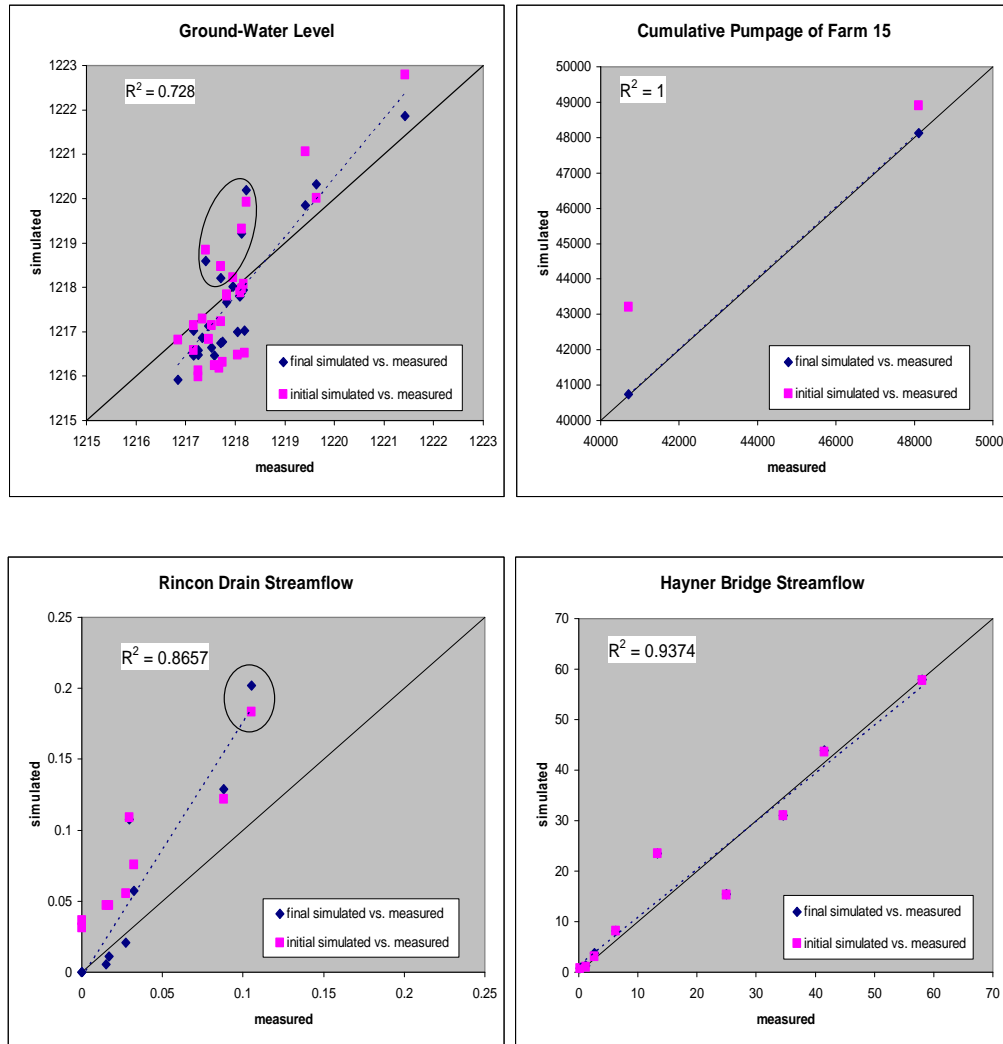 Ground-Water Level
R² = 0.728
simulated
1223
1222
1221
1220
1219
1218
1217
1216
1215
1215 1216 1217 1218 1219 1220 1221 1222 1223
measured
final simulated vs. measured
initial simulated vs. measured
Cumulative Pumpage of Farm 15
R² = 1
simulated
50000
49000
48000
47000
46000
45000
44000
43000
42000
41000
40000
40000 42000 44000 46000 48000 5000
measured
final simulated vs. measured
initial simulated vs. measured
Rincon Drain Streamflow
R² = 0.8657
simulated
0.25
0.2
0.15
0.1
0.05
0
0 0.05 0.1 0.15 0.2 0.25
measured
final simulated vs. measured
initial simulated vs. measured
Hayner Bridge Streamflow
R² = 0.9374
simulated
70
60
50
40
30
20
10
0
0 10 20 30 40 50 60 70
measured
final simulated vs. measured
initial simulated vs. measured